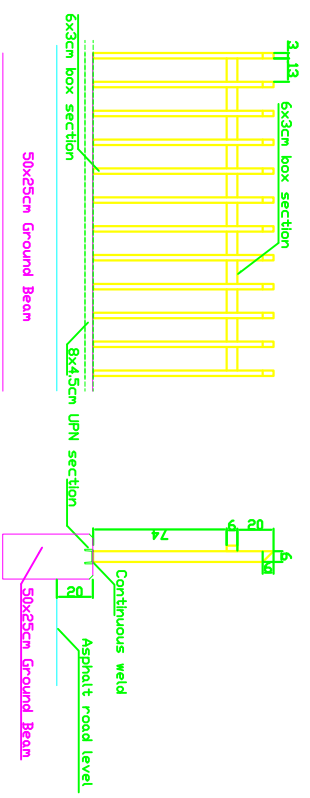 3
13
6x3cm box section
6x3cm box section
50x25cm Ground Beam
8x4.5cm UPN section
20
6
74
6
6
20
Continuous weld
Asphalt road level
50x25cm Ground Beam